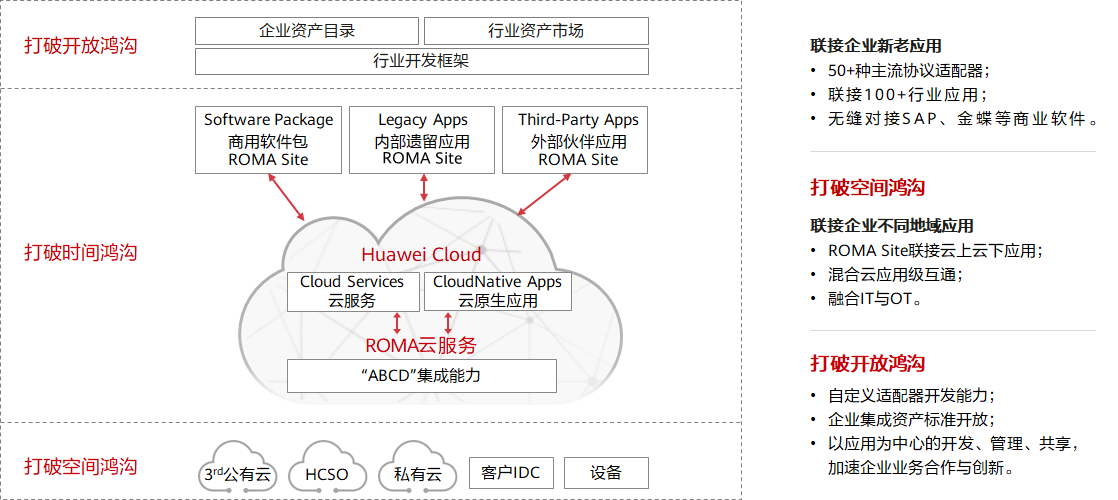 打破开放鸿沟
企业资产目录
行业资产市场
行业开发框架
打破时间鸿沟
Software Package
商用软件包
ROMA Site
Legacy Apps
内部遗留应用
ROMA Site
Third-Party Apps
外部伙伴应用
ROMA Site
Huawei Cloud
Cloud Services
云服务
CloudNative Apps
云原生应用
ROMA云服务
“ABCD”集成能力
打破空间鸿沟
3rd公有云
HCSO
私有云
客户IDC
设备
联接企业新老应用
• 50+种主流协议适配器；
• 联接100+行业应用；
• 无缝对接SAP、金蝶等商业软件。
打破空间鸿沟
联接企业不同地域应用
• ROMA Site联接云上云下应用；
• 混合云应用级互通；
• 融合IT与OT。
打破开放鸿沟
• 自定义适配器开发能力；
• 企业集成资产标准开放；
• 以应用为中心的开发、管理、共享，
加速企业业务合作与创新。